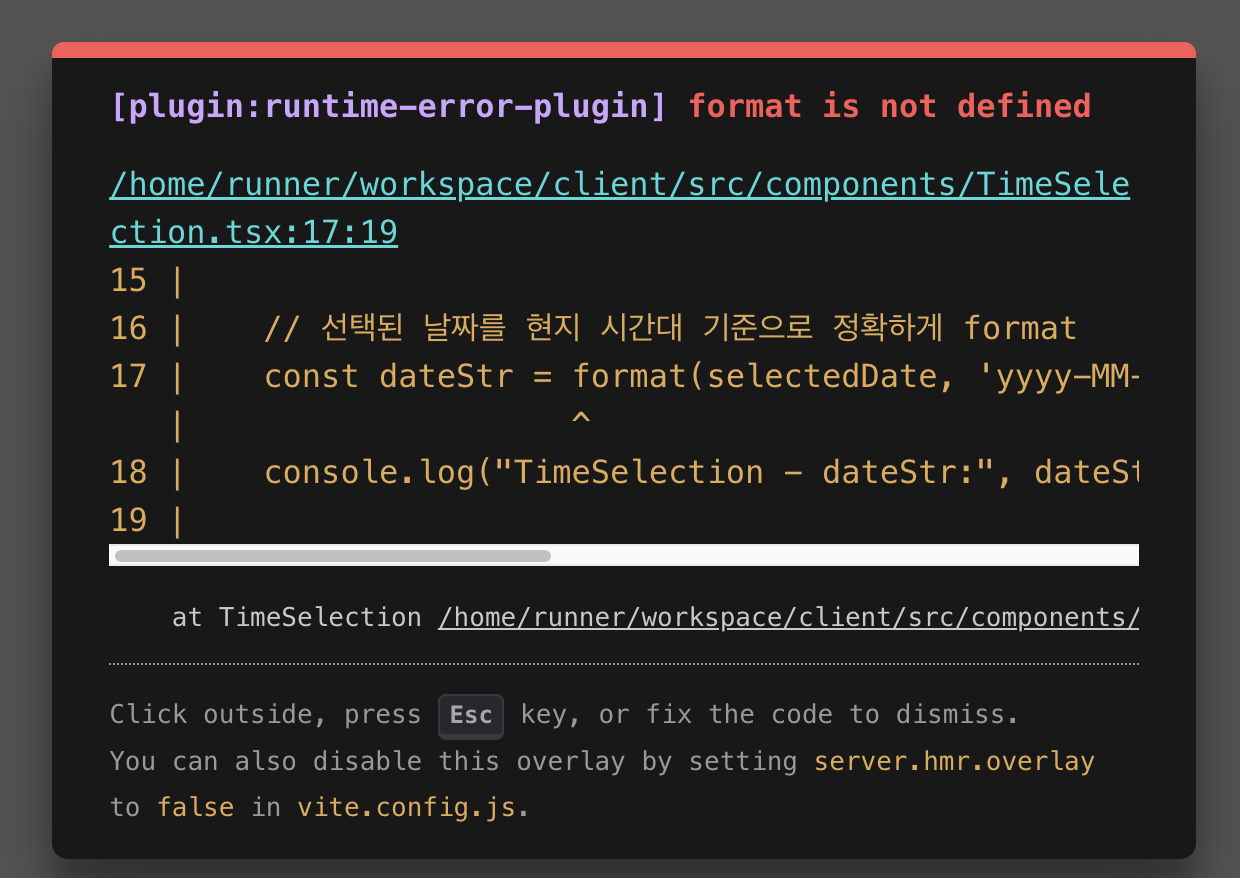 [plugin:runtime-error-plugin] format is not defined
/home/runner/workspace/client/src/components/TimeSele
ction.tsx:17:19
15 |
16 |    // 선택된 날짜를 현지 시간대 기준으로 정확하게 format
17 |    const dateStr = format(selectedDate, 'yyyy-MM-
   |                    ^
18 |    console.log("TimeSelection - dateStr:", dateSt
19 |
at TimeSelection /home/runner/workspace/client/src/components/
Click outside, press Esc key, or fix the code to dismiss.
You can also disable this overlay by setting server.hmr.overlay
to false in vite.config.js.